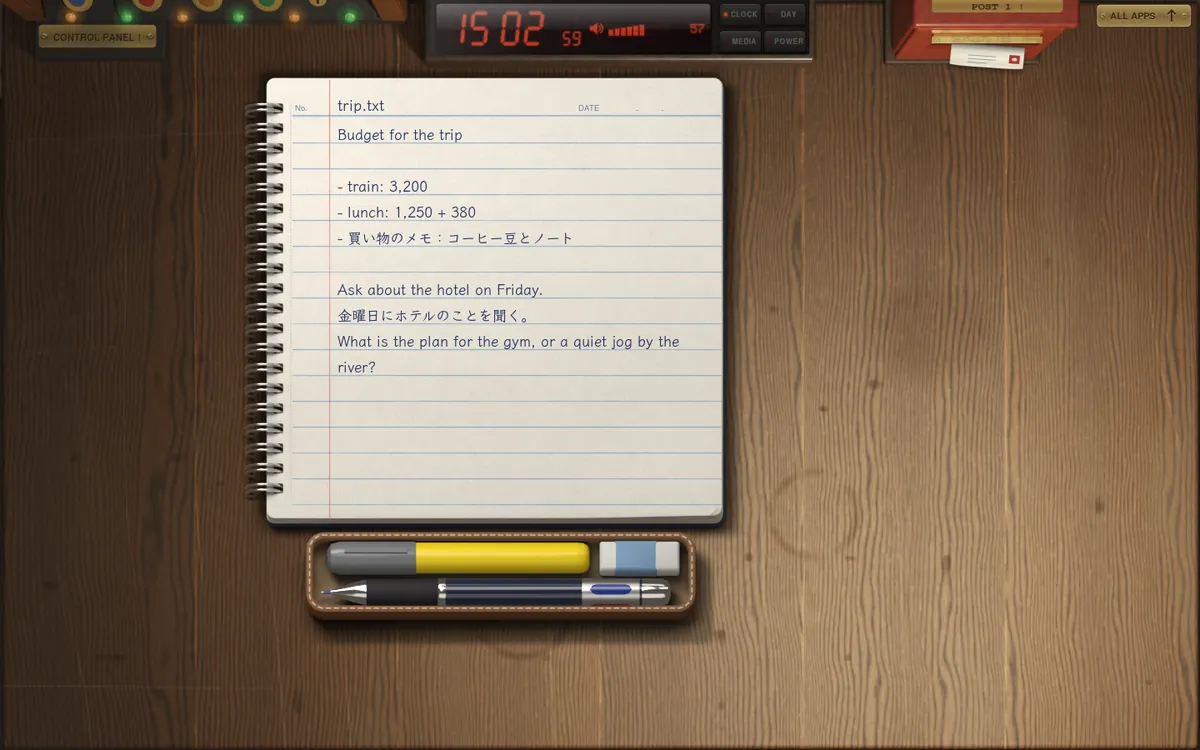 CONTROL PANEL !
15 02 59
57
CLOCK
DAY
MEDIA
POWER
POST 1 !
ALL APPS ↑
No.
trip.txt
DATE . .
Budget for the trip
- train: 3,200
- lunch: 1,250 + 380
- 買い物のメモ：コーヒー豆とノート
Ask about the hotel on Friday.
金曜日にホテルのことを聞く。
What is the plan for the gym, or a quiet jog by the
river?